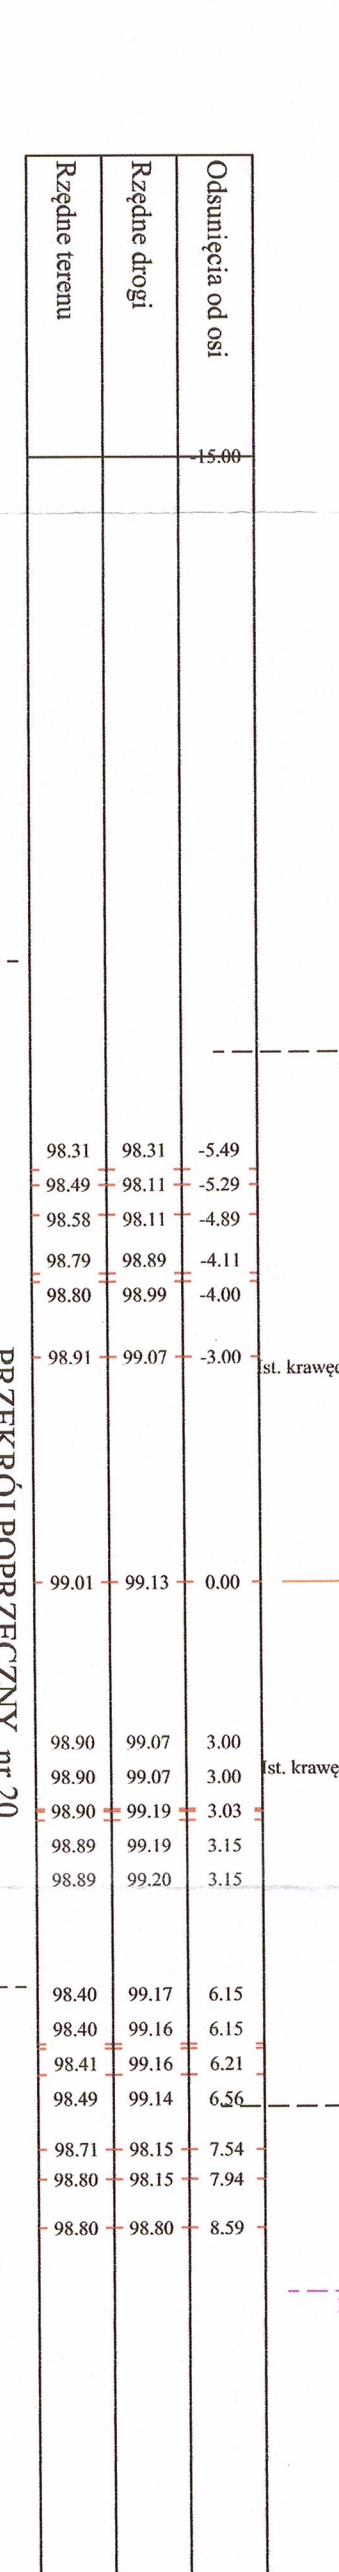 Odsunięcia od osi
Rzędne drogi
Rzędne terenu
-15.00
98.31 98.31 -5.49
98.49 98.11 -5.29
98.58 98.11 -4.89
98.79 98.89 -4.11
98.80 98.99 -4.00
98.91 99.07 -3.00
Ist.
99.01 99.13 0.00
98.90 99.07 3.00
98.90 99.07 3.00
Ist.
98.90 99.19 3.03
98.89 99.19 3.15
98.89 99.20 3.15
98.40 99.17 6.15
98.40 99.16 6.15
98.41 99.16 6.21
98.49 99.14 6.56
98.71 98.15 7.54
98.80 98.15 7.94
98.80 98.80 8.59
PRZEKRÓJ POPRZECZNY nr 20